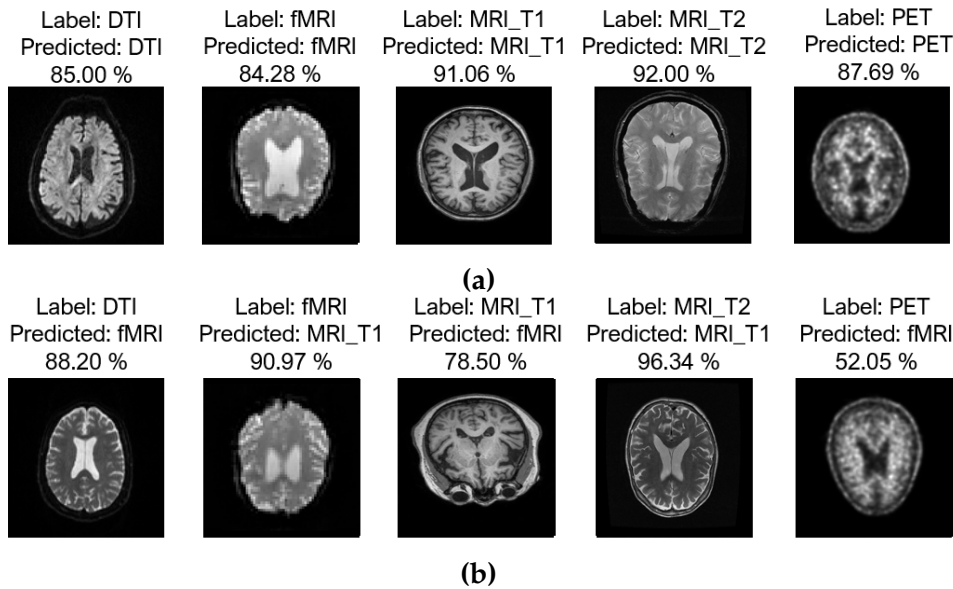 Label: DTI
Predicted: DTI
85.00 %
Label: fMRI
Predicted: fMRI
84.28 %
Label: MRI_T1
Predicted: MRI_T1
91.06 %
Label: MRI_T2
Predicted: MRI_T2
92.00 %
Label: PET
Predicted: PET
87.69 %
(a)
Label: DTI
Predicted: fMRI
88.20 %
Label: fMRI
Predicted: MRI_T1
90.97 %
Label: MRI_T1
Predicted: fMRI
78.50 %
Label: MRI_T2
Predicted: MRI_T1
96.34 %
Label: PET
Predicted: fMRI
52.05 %
(b)